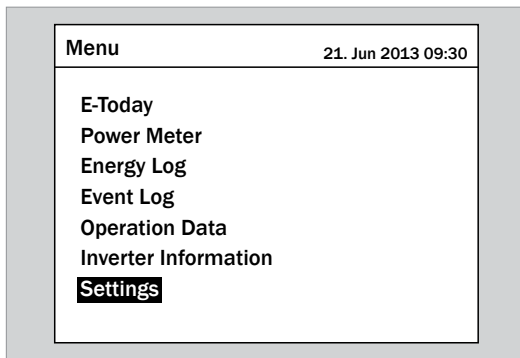 Menu 21. Jun 2013 09:30
E-Today
Power Meter
Energy Log
Event Log
Operation Data
Inverter Information
Settings